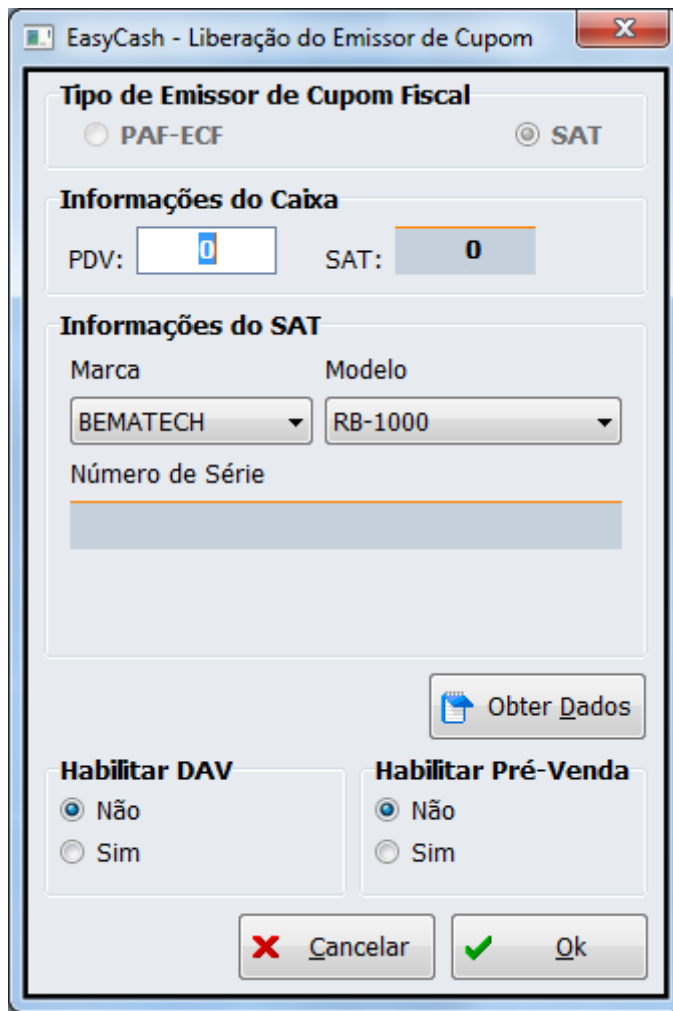 EasyCash - Liberação do Emissor de Cupom
Tipo de Emissor de Cupom Fiscal
PAF-ECF SAT
Informações do Caixa
PDV: 0 SAT: 0
Informações do SAT
Marca Modelo
BEMATECH RB-1000
Número de Série
Obter Dados
Habilitar DAV Habilitar Pré-Venda
Não Não
Sim Sim
Cancelar Ok